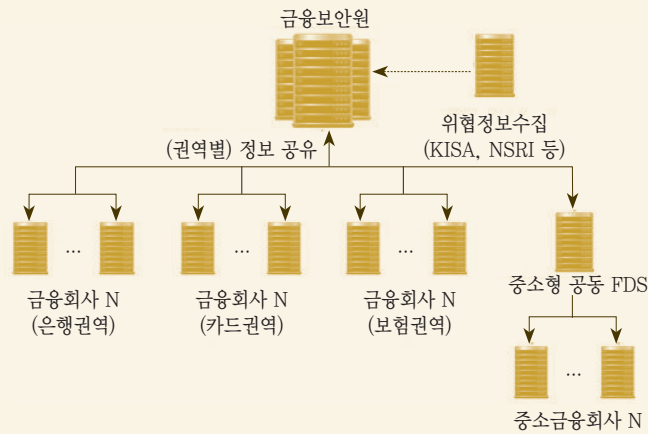 금융보안원
위협정보수집
(KISA, NSRI 등)
(권역별) 정보 공유
...
...
...
금융회사 N
(은행권역)
금융회사 N
(카드권역)
금융회사 N
(보험권역)
중소형 공동 FDS
...
중소금융회사 N